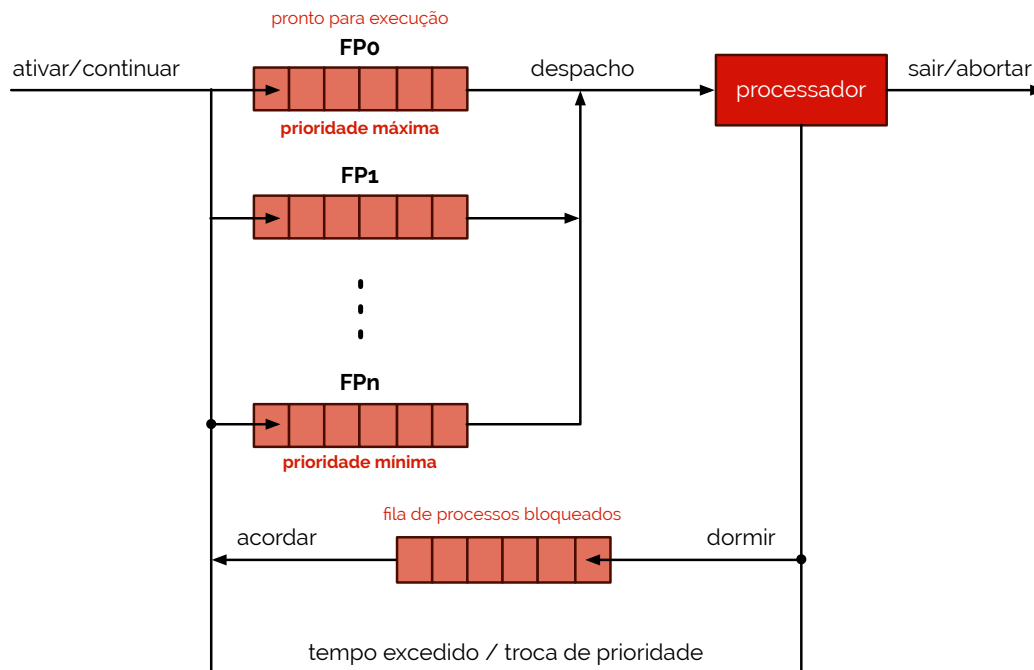 pronto para execução
FP0
ativar/continuar
despacho
processador
sair/abortar
prioridade máxima
FP1
FPn
prioridade mínima
fila de processos bloqueados
acordar
dormir
tempo excedido / troca de prioridade